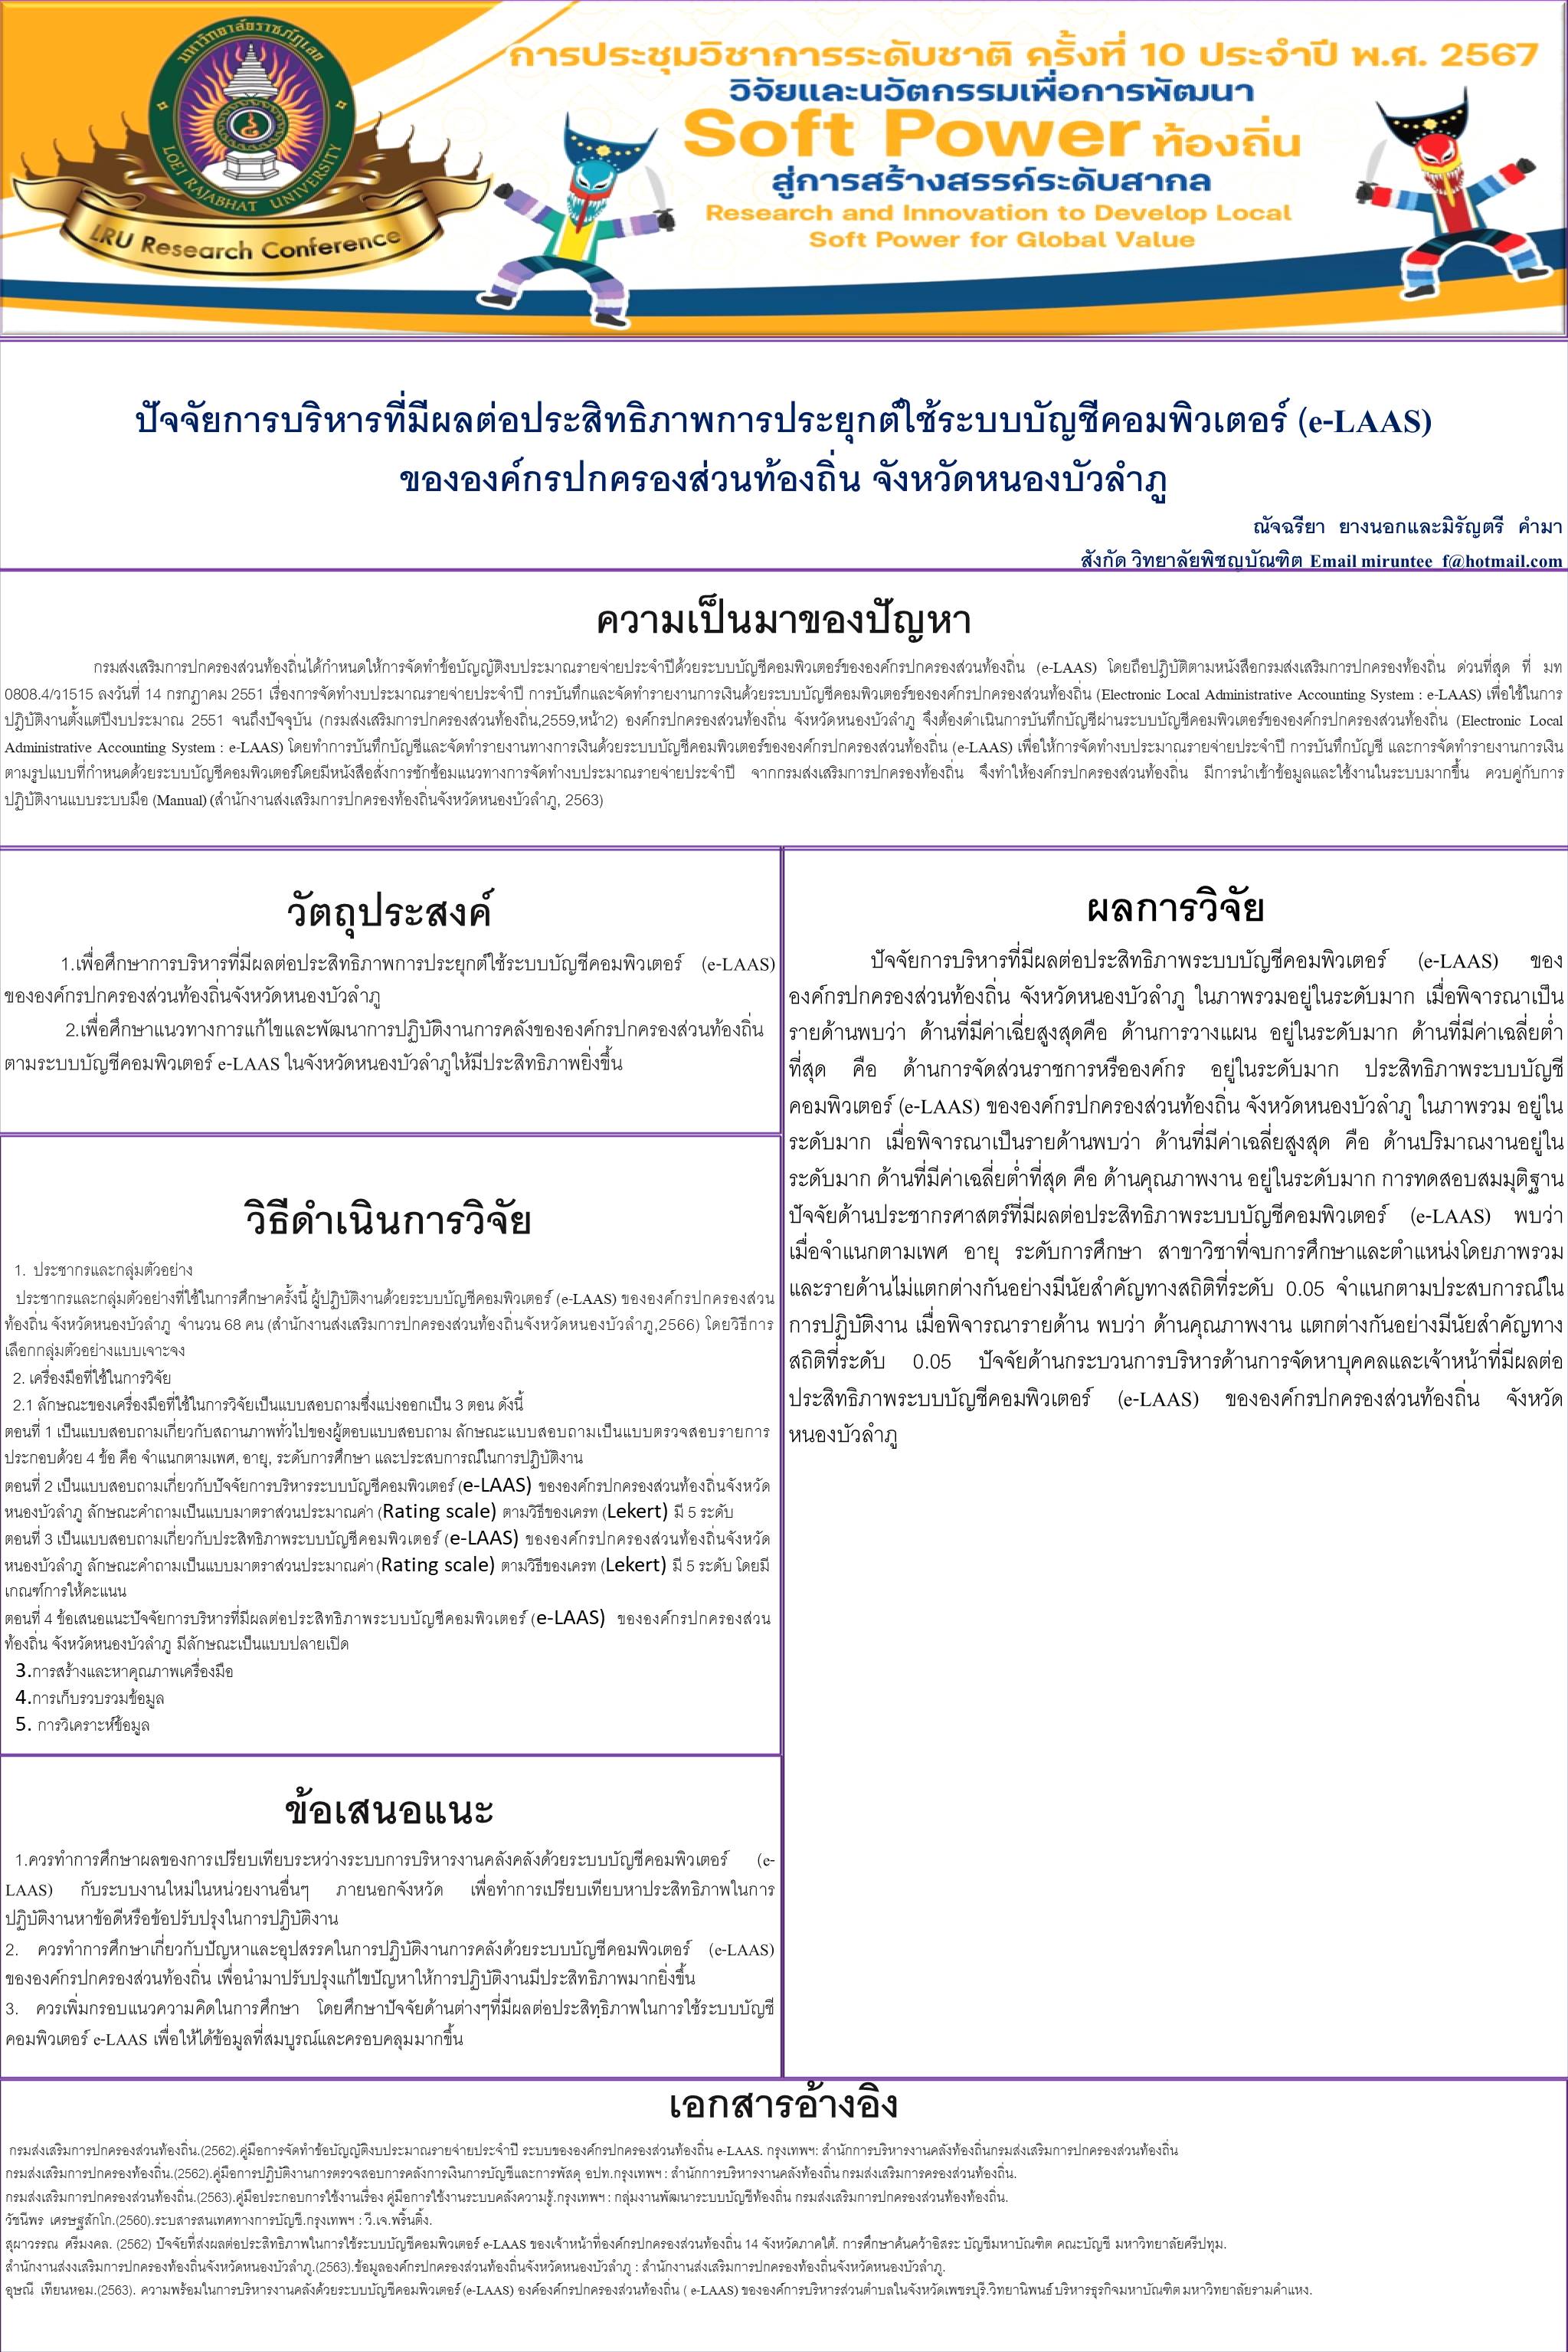 มหาวิทยาลัยราชภัฏเลย
LOEI RAJABHAT UNIVERSITY
LRU Research Conference
การประชุมวิชาการระดับชาติ ครั้งที่ 10 ประจำปี พ.ศ. 2567
วิจัยและนวัตกรรมเพื่อการพัฒนา
Soft Power ท้องถิ่น
สู่การสร้างสรรค์ระดับสากล
Research and Innovation to Develop Local
Soft Power for Global Value
ปัจจัยการบริหารที่มีผลต่อประสิทธิภาพการประยุกต์ใช้ระบบบัญชีคอมพิวเตอร์ (e-LAAS)
ขององค์กรปกครองส่วนท้องถิ่น จังหวัดหนองบัวลำภู
ณัจฉรียา ยางนอกและมิรัญตรี คำมา
สังกัด วิทยาลัยพิชญบัณฑิต Email miruntee_f@hotmail.com
ความเป็นมาของปัญหา
กรมส่งเสริมการปกครองส่วนท้องถิ่นได้กำหนดให้การจัดทำข้อบัญญัติงบประมาณรายจ่ายประจำปีด้วยระบบบัญชีคอมพิวเตอร์ขององค์กรปกครองส่วนท้องถิ่น (e-LAAS) โดยถือปฏิบัติตามหนังสือกรมส่งเสริมการปกครองท้องถิ่น ด่วนที่สุด ที่ มท
0808.4/ว1515 ลงวันที่ 14 กรกฎาคม 2551 เรื่องการจัดทำงบประมาณรายจ่ายประจำปี การบันทึกและจัดทำรายงานการเงินด้วยระบบบัญชีคอมพิวเตอร์ขององค์กรปกครองส่วนท้องถิ่น (Electronic Local Administrative Accounting System : e-LAAS) เพื่อใช้ในการ
ปฏิบัติงานตั้งแต่ปีงบประมาณ 2551 จนถึงปัจจุบัน (กรมส่งเสริมการปกครองส่วนท้องถิ่น,2559,หน้า2) องค์กรปกครองส่วนท้องถิ่น จังหวัดหนองบัวลำภู จึงต้องดำเนินการบันทึกบัญชีผ่านระบบบัญชีคอมพิวเตอร์ขององค์กรปกครองส่วนท้องถิ่น (Electronic Local
Administrative Accounting System : e-LAAS) โดยทำการบันทึกบัญชีและจัดทำรายงานทางการเงินด้วยระบบบัญชีคอมพิวเตอร์ขององค์กรปกครองส่วนท้องถิ่น (e-LAAS) เพื่อให้การจัดทำงบประมาณรายจ่ายประจำปี การบันทึกบัญชี และการจัดทำรายงานการเงิน
ตามรูปแบบที่กำหนดด้วยระบบบัญชีคอมพิวเตอร์โดยมีหนังสือสั่งการซักซ้อมแนวทางการจัดทำงบประมาณรายจ่ายประจำปี จากกรมส่งเสริมการปกครองท้องถิ่น จึงทำให้องค์กรปกครองส่วนท้องถิ่น มีการนำเข้าข้อมูลและใช้งานในระบบมากขึ้น ควบคู่กับการ
ปฏิบัติงานแบบระบบมือ (Manual) (สำนักงานส่งเสริมการปกครองท้องถิ่นจังหวัดหนองบัวลำภู, 2563)
วัตถุประสงค์
1.เพื่อศึกษาการบริหารที่มีผลต่อประสิทธิภาพการประยุกต์ใช้ระบบบัญชีคอมพิวเตอร์ (e-LAAS)
ขององค์กรปกครองส่วนท้องถิ่นจังหวัดหนองบัวลำภู
2.เพื่อศึกษาแนวทางการแก้ไขและพัฒนาการปฏิบัติงานการคลังขององค์กรปกครองส่วนท้องถิ่น
ตามระบบบัญชีคอมพิวเตอร์ e-LAAS ในจังหวัดหนองบัวลำภูให้มีประสิทธิภาพยิ่งขึ้น
วิธีดำเนินการวิจัย
1. ประชากรและกลุ่มตัวอย่าง
ประชากรและกลุ่มตัวอย่างที่ใช้ในการศึกษาครั้งนี้ ผู้ปฏิบัติงานด้วยระบบบัญชีคอมพิวเตอร์ (e-LAAS) ขององค์กรปกครองส่วน
ท้องถิ่น จังหวัดหนองบัวลำภู จำนวน 68 คน (สำนักงานส่งเสริมการปกครองส่วนท้องถิ่นจังหวัดหนองบัวลำภู,2566) โดยวิธีการ
เลือกกลุ่มตัวอย่างแบบเจาะจง
2. เครื่องมือที่ใช้ในการวิจัย
2.1 ลักษณะของเครื่องมือที่ใช้ในการวิจัยเป็นแบบสอบถามซึ่งแบ่งออกเป็น 3 ตอน ดังนี้
ตอนที่ 1 เป็นแบบสอบถามเกี่ยวกับสถานภาพทั่วไปของผู้ตอบแบบสอบถาม ลักษณะแบบสอบถามเป็นแบบตรวจสอบรายการ
ประกอบด้วย 4 ข้อ คือ จำแนกตามเพศ, อายุ, ระดับการศึกษา และประสบการณ์ในการปฏิบัติงาน
ตอนที่ 2 เป็นแบบสอบถามเกี่ยวกับปัจจัยการบริหารระบบบัญชีคอมพิวเตอร์ (e-LAAS) ขององค์กรปกครองส่วนท้องถิ่นจังหวัด
หนองบัวลำภู ลักษณะคำถามเป็นแบบมาตราส่วนประมาณค่า (Rating scale) ตามวิธีของเครท (Lekert) มี 5 ระดับ
ตอนที่ 3 เป็นแบบสอบถามเกี่ยวกับประสิทธิภาพระบบบัญชีคอมพิวเตอร์ (e-LAAS) ขององค์กรปกครองส่วนท้องถิ่นจังหวัด
หนองบัวลำภู ลักษณะคำถามเป็นแบบมาตราส่วนประมาณค่า (Rating scale) ตามวิธีของเครท (Lekert) มี 5 ระดับ โดยมี
เกณฑ์การให้คะแนน
ตอนที่ 4 ข้อเสนอแนะปัจจัยการบริหารที่มีผลต่อประสิทธิภาพระบบบัญชีคอมพิวเตอร์ (e-LAAS) ขององค์กรปกครองส่วน
ท้องถิ่น จังหวัดหนองบัวลำภู มีลักษณะเป็นแบบปลายเปิด
3.การสร้างและหาคุณภาพเครื่องมือ
4.การเก็บรวบรวมข้อมูล
5. การวิเคราะห์ข้อมูล
ข้อเสนอแนะ
1.ควรทำการศึกษาผลของการเปรียบเทียบระหว่างระบบการบริหารงานคลังคลังด้วยระบบบัญชีคอมพิวเตอร์ (e-
LAAS) กับระบบงานใหม่ในหน่วยงานอื่นๆ ภายนอกจังหวัด เพื่อทำการเปรียบเทียบหาประสิทธิภาพในการ
ปฏิบัติงานหาข้อดีหรือข้อปรับปรุงในการปฏิบัติงาน
2. ควรทำการศึกษาเกี่ยวกับปัญหาและอุปสรรคในการปฏิบัติงานการคลังด้วยระบบบัญชีคอมพิวเตอร์ (e-LAAS)
ขององค์กรปกครองส่วนท้องถิ่น เพื่อนำมาปรับปรุงแก้ไขปัญหาให้การปฏิบัติงานมีประสิทธิภาพมากยิ่งขึ้น
3. ควรเพิ่มกรอบแนวความคิดในการศึกษา โดยศึกษาปัจจัยด้านต่างๆที่มีผลต่อประสิทฺธิภาพในการใช้ระบบบัญชี
คอมพิวเตอร์ e-LAAS เพื่อให้ได้ข้อมูลที่สมบูรณ์และครอบคลุมมากขึ้น
ผลการวิจัย
ปัจจัยการบริหารที่มีผลต่อประสิทธิภาพระบบบัญชีคอมพิวเตอร์ (e-LAAS) ของ
องค์กรปกครองส่วนท้องถิ่น จังหวัดหนองบัวลำภู ในภาพรวมอยู่ในระดับมาก เมื่อพิจารณาเป็น
รายด้านพบว่า ด้านที่มีค่าเฉี่ยสูงสุดคือ ด้านการวางแผน อยู่ในระดับมาก ด้านที่มีค่าเฉลี่ยต่ำ
ที่สุด คือ ด้านการจัดส่วนราชการหรือองค์กร อยู่ในระดับมาก ประสิทธิภาพระบบบัญชี
คอมพิวเตอร์ (e-LAAS) ขององค์กรปกครองส่วนท้องถิ่น จังหวัดหนองบัวลำภู ในภาพรวม อยู่ใน
ระดับมาก เมื่อพิจารณาเป็นรายด้านพบว่า ด้านที่มีค่าเฉลี่ยสูงสุด คือ ด้านปริมาณงานอยู่ใน
ระดับมาก ด้านที่มีค่าเฉลี่ยต่ำที่สุด คือ ด้านคุณภาพงาน อยู่ในระดับมาก การทดสอบสมมุติฐาน
ปัจจัยด้านประชากรศาสตร์ที่มีผลต่อประสิทธิภาพระบบบัญชีคอมพิวเตอร์ (e-LAAS) พบว่า
เมื่อจำแนกตามเพศ อายุ ระดับการศึกษา สาขาวิชาที่จบการศึกษาและตำแหน่งโดยภาพรวม
และรายด้านไม่แตกต่างกันอย่างมีนัยสำคัญทางสถิติที่ระดับ 0.05 จำแนกตามประสบการณ์ใน
การปฏิบัติงาน เมื่อพิจารณารายด้าน พบว่า ด้านคุณภาพงาน แตกต่างกันอย่างมีนัยสำคัญทาง
สถิติที่ระดับ 0.05 ปัจจัยด้านกระบวนการบริหารด้านการจัดหาบุคคลและเจ้าหน้าที่มีผลต่อ
ประสิทธิภาพระบบบัญชีคอมพิวเตอร์ (e-LAAS) ขององค์กรปกครองส่วนท้องถิ่น จังหวัด
หนองบัวลำภู
เอกสารอ้างอิง
กรมส่งเสริมการปกครองส่วนท้องถิ่น.(2562).คู่มือการจัดทำข้อบัญญัติงบประมาณรายจ่ายประจำปี ระบบขององค์กรปกครองส่วนท้องถิ่น e-LAAS. กรุงเทพฯ: สำนักการบริหารงานคลังท้องถิ่นกรมส่งเสริมการปกครองส่วนท้องถิ่น
กรมส่งเสริมการปกครองท้องถิ่น.(2562).คู่มือการปฏิบัติงานการตรวจสอบการคลังการเงินการบัญชีและการพัสดุ อปท.กรุงเทพฯ : สำนักการบริหารงานคลังท้องถิ่น กรมส่งเสริมการครองส่วนท้องถิ่น.
กรมส่งเสริมการปกครองส่วนท้องถิ่น.(2563).คู่มือประกอบการใช้งานเรื่อง คู่มือการใช้งานระบบคลังความรู้.กรุงเทพฯ : กลุ่มงานพัฒนาระบบบัญชีท้องถิ่น กรมส่งเสริมการปกครองส่วนท้องท้องถิ่น.
วัชนีพร เศรษฐสักโก.(2560).ระบสารสนเทศทางการบัญชี.กรุงเทพฯ : วี.เจ.พริ้นติ้ง.
สุผาวรรณ ศรีมงคล. (2562) ปัจจัยที่ส่งผลต่อประสิทธิภาพในการใช้ระบบบัญชีคอมพิวเตอร์ e-LAAS ของเจ้าหน้าที่องค์กรปกครองส่วนท้องถิ่น 14 จังหวัดภาคใต้. การศึกษาค้นคว้าอิสระ บัญชีมหาบัณฑิต คณะบัญชี มหาวิทยาลัยศรีปทุม.
สำนักงานส่งงเสริมการปกครองท้องถิ่นจังหวัดหนองบัวลำภู.(2563).ข้อมูลองค์กรปกครองส่วนท้องถิ่นจังหวัดหนองบัวลำภู : สำนักงานส่งเสริมการปกครองท้องถิ่นจังหวัดหนองบัวลำภู.
อุษณี เทียนหอม.(2563). ความพร้อมในการบริหารงานคลังด้วยระบบบัญชีคอมพิวเตอร์ (e-LAAS) องค์องค์กรปกครองส่วนท้องถิ่น ( e-LAAS) ขององค์การบริหารส่วนตำบลในจังหวัดเพชรบุรี.วิทยานิพนธ์ บริหารธุรกิจมหาบัณฑิต มหาวิทยาลัยรามคำแหง.